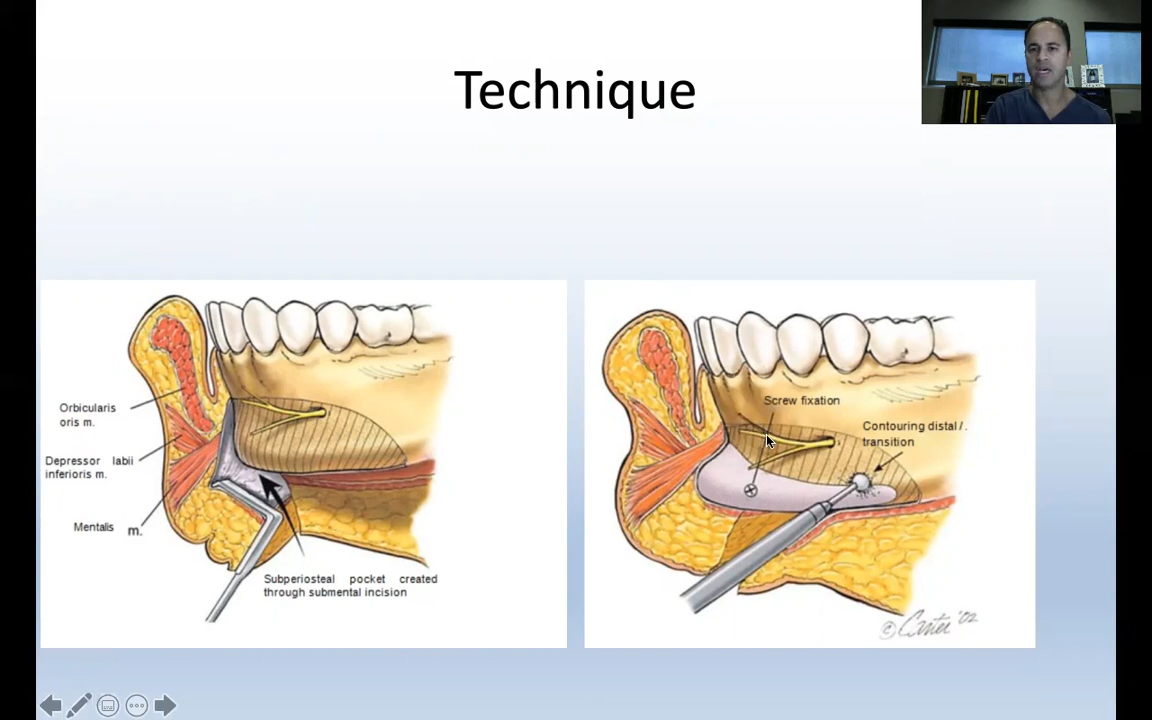 Technique
Orbicularis
oris m.
Depressor labii
inferioris m.
Mentalis m.
Subperiosteal pocket created
through submental incision
Screw fixation
Contouring distal/.
transition
© Carter '02